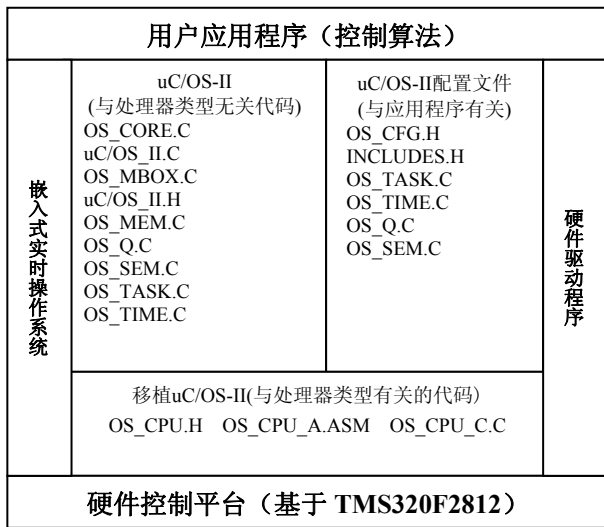 用户应用程序（控制算法）
嵌入式实时操作系统
uC/OS-II
(与处理器类型无关代码)
OS_CORE.C
uC/OS_II.C
OS_MBOX.C
uC/OS_II.H
OS_MEM.C
OS_Q.C
OS_SEM.C
OS_TASK.C
OS_TIME.C
uC/OS-II配置文件
(与应用程序有关)
OS_CFG.H
INCLUDES.H
OS_TASK.C
OS_TIME.C
OS_Q.C
OS_SEM.C
硬件驱动程序
移植uC/OS-II(与处理器类型有关的代码)
OS_CPU.H OS_CPU_A.ASM OS_CPU_C.C
硬件控制平台（基于 TMS320F2812）